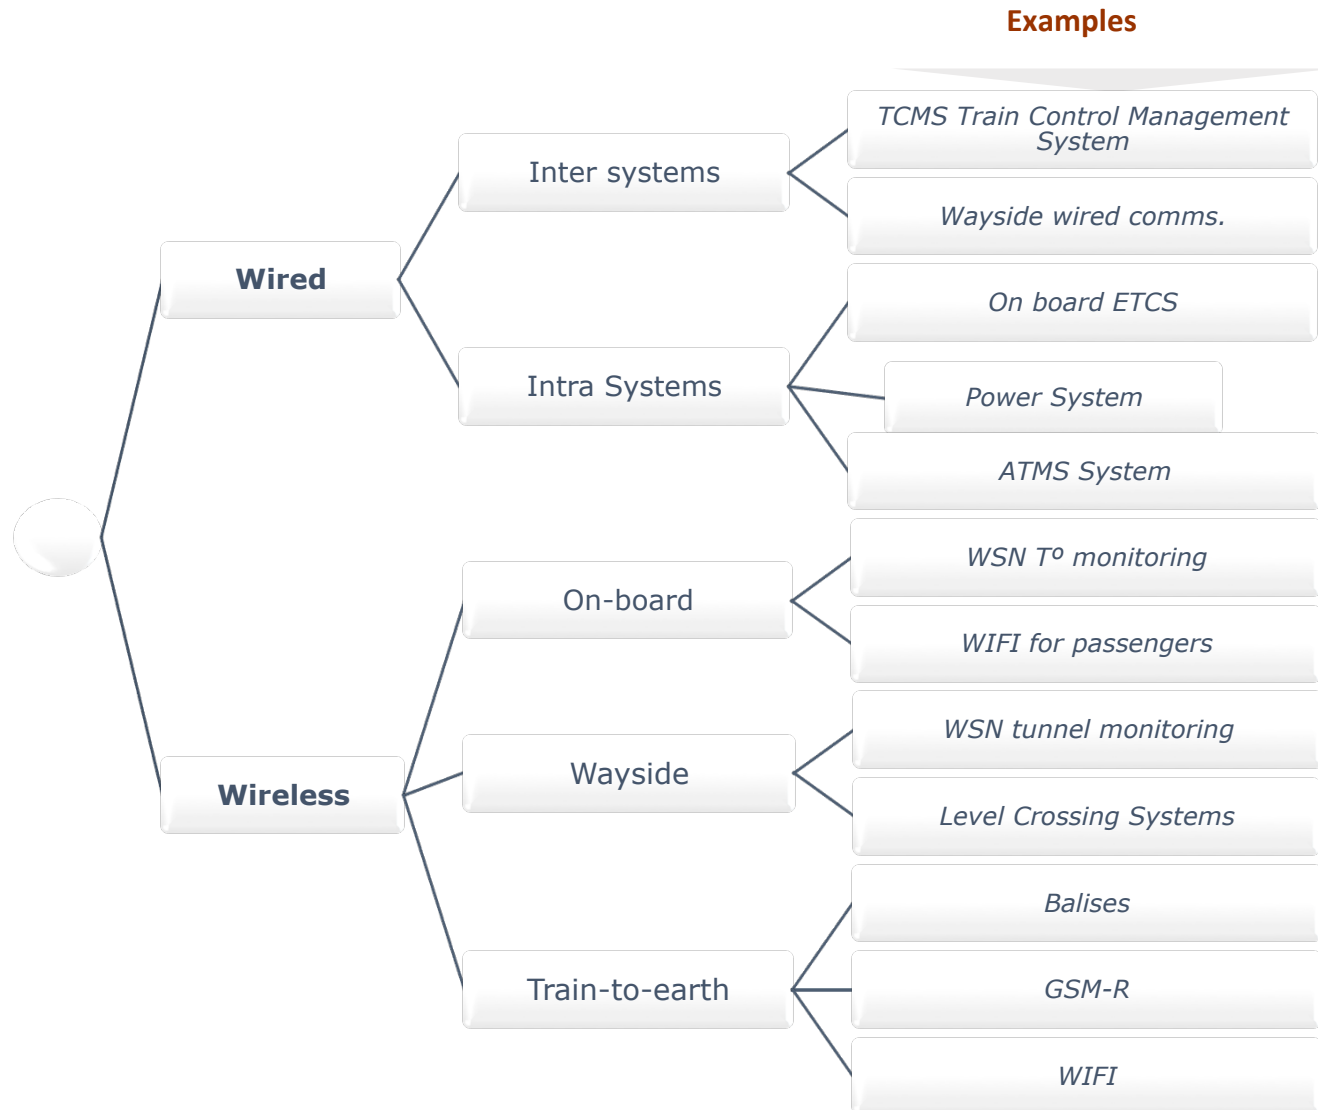 Examples
TCMS Train Control Management
System
Inter systems
Wayside wired comms.
Wired
On board ETCS
Intra Systems
Power System
ATMS System
WSN Tº monitoring
On-board
WIFI for passengers
WSN tunnel monitoring
Wayside
Level Crossing Systems
Wireless
Balises
Train-to-earth
GSM-R
WIFI